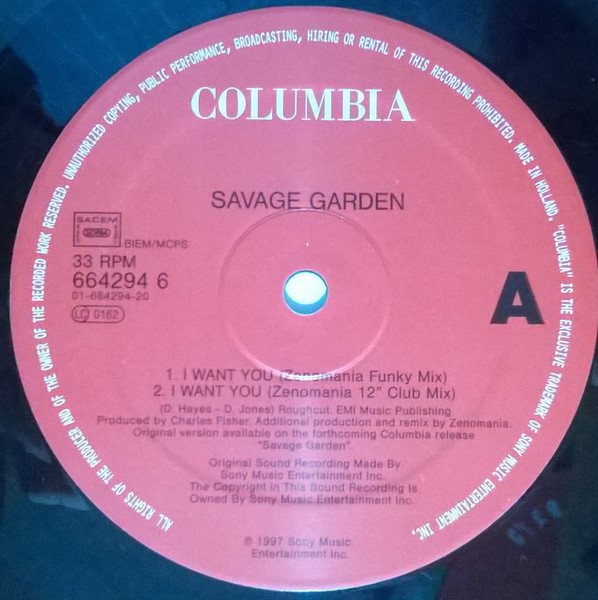 ALL RIGHTS OF THE PRODUCER AND OF THE OWNER OF THE RECORDED WORK RESERVED. UNAUTHORIZED COPYING, PUBLIC PERFORMANCE, BROADCASTING, HIRING OR RENTAL OF THIS RECORDING PROHIBITED. MADE IN HOLLAND. "COLUMBIA" IS THE EXCLUSIVE TRADEMARK OF SONY MUSIC ENTERTAINMENT INC.
COLUMBIA
SAVAGE GARDEN
SACEM
BIEM/MCPS
33 RPM
664294 6
01-664294-20
LC 0162
A
1. I WANT YOU (Zenomania Funky Mix)
2. I WANT YOU (Zenomania 12" Club Mix)
(D. Hayes - D. Jones) Roughcut. EMI Music Publishing
Produced by Charles Fisher. Additional production and remix by Zenomania.
Original version available on the forthcoming Columbia release
"Savage Garden".
Original Sound Recording Made By
Sony Music Entertainment Inc.
The Copyright in This Sound Recording is
Owned By Sony Music Entertainment Inc.
℗ 1997 Sony Music
Entertainment Inc.